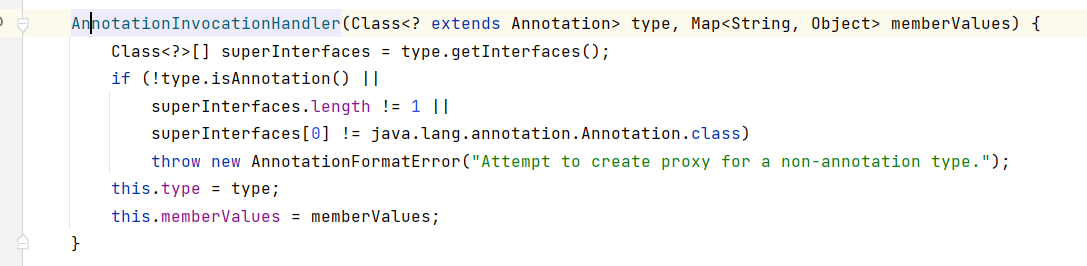 AnnotationInvocationHandler(Class<? extends Annotation> type, Map<String, Object> memberValues) {
    Class<?>[] superInterfaces = type.getInterfaces();
    if (!type.isAnnotation() ||
        superInterfaces.length != 1 ||
        superInterfaces[0] != java.lang.annotation.Annotation.class)
        throw new AnnotationFormatError("Attempt to create proxy for a non-annotation type.");
    this.type = type;
    this.memberValues = memberValues;
}